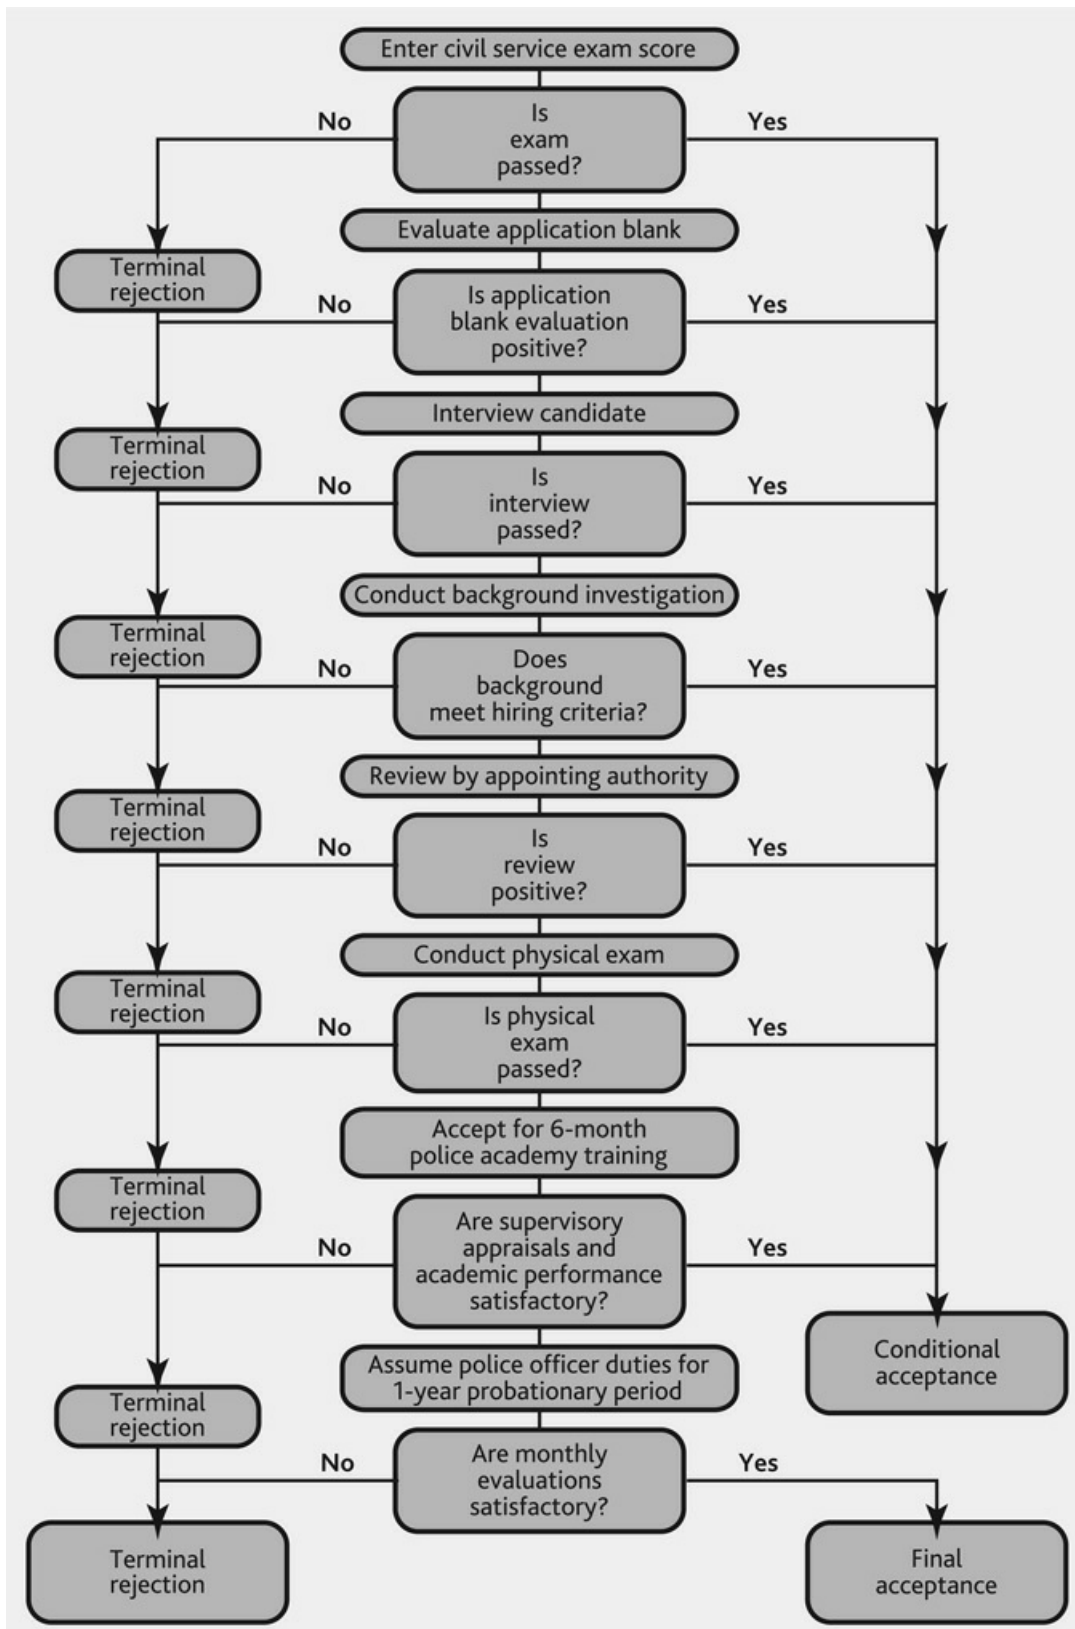 Enter civil service exam score
No
Is
exam
passed?
Yes
Evaluate application blank
Terminal
rejection
No
Is application
blank evaluation
positive?
Yes
Interview candidate
Terminal
rejection
No
Is
interview
passed?
Yes
Conduct background investigation
Terminal
rejection
No
Does
background
meet hiring criteria?
Yes
Review by appointing authority
Terminal
rejection
No
Is
review
positive?
Yes
Conduct physical exam
Terminal
rejection
No
Is physical
exam
passed?
Yes
Accept for 6-month
police academy training
Terminal
rejection
No
Are supervisory
appraisals and
academic performance
satisfactory?
Yes
Conditional
acceptance
Assume police officer duties for
1-year probationary period
Terminal
rejection
No
Are monthly
evaluations
satisfactory?
Yes
Terminal
rejection
Final
acceptance